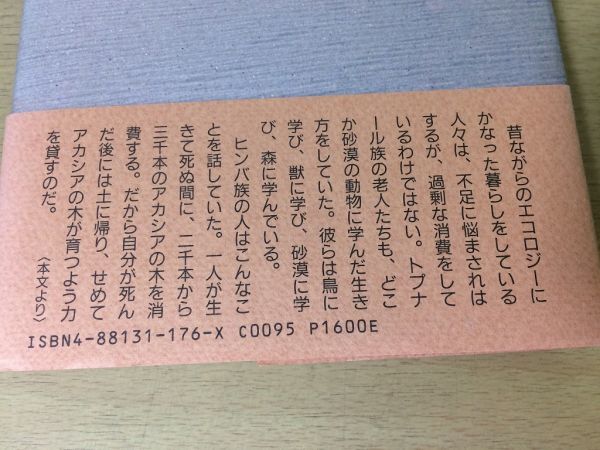 昔ながらのエコロジーに
かなった暮らしをしている
人々は、不足に悩まされは
するが、過剰な消費をして
いるわけではない。トプナ
ール族の老人たちも、どこ
か砂漠の動物に学んだ生き
方をしていた。彼らは鳥に
学び、獣に学び、砂漠に学
び、森に学んでいる。
ヒンバ族の人はこんなこ
とを話していた。一人が生
きて死ぬ間に、二千本から
三千本のアカシアの木を消
費する。だから自分が死ん
だ後には土に帰り、せめて
アカシアの木が育つよう力
を貸すのだ。
〈本文より〉
ISBN4-88131-176-X C0095 P1600E